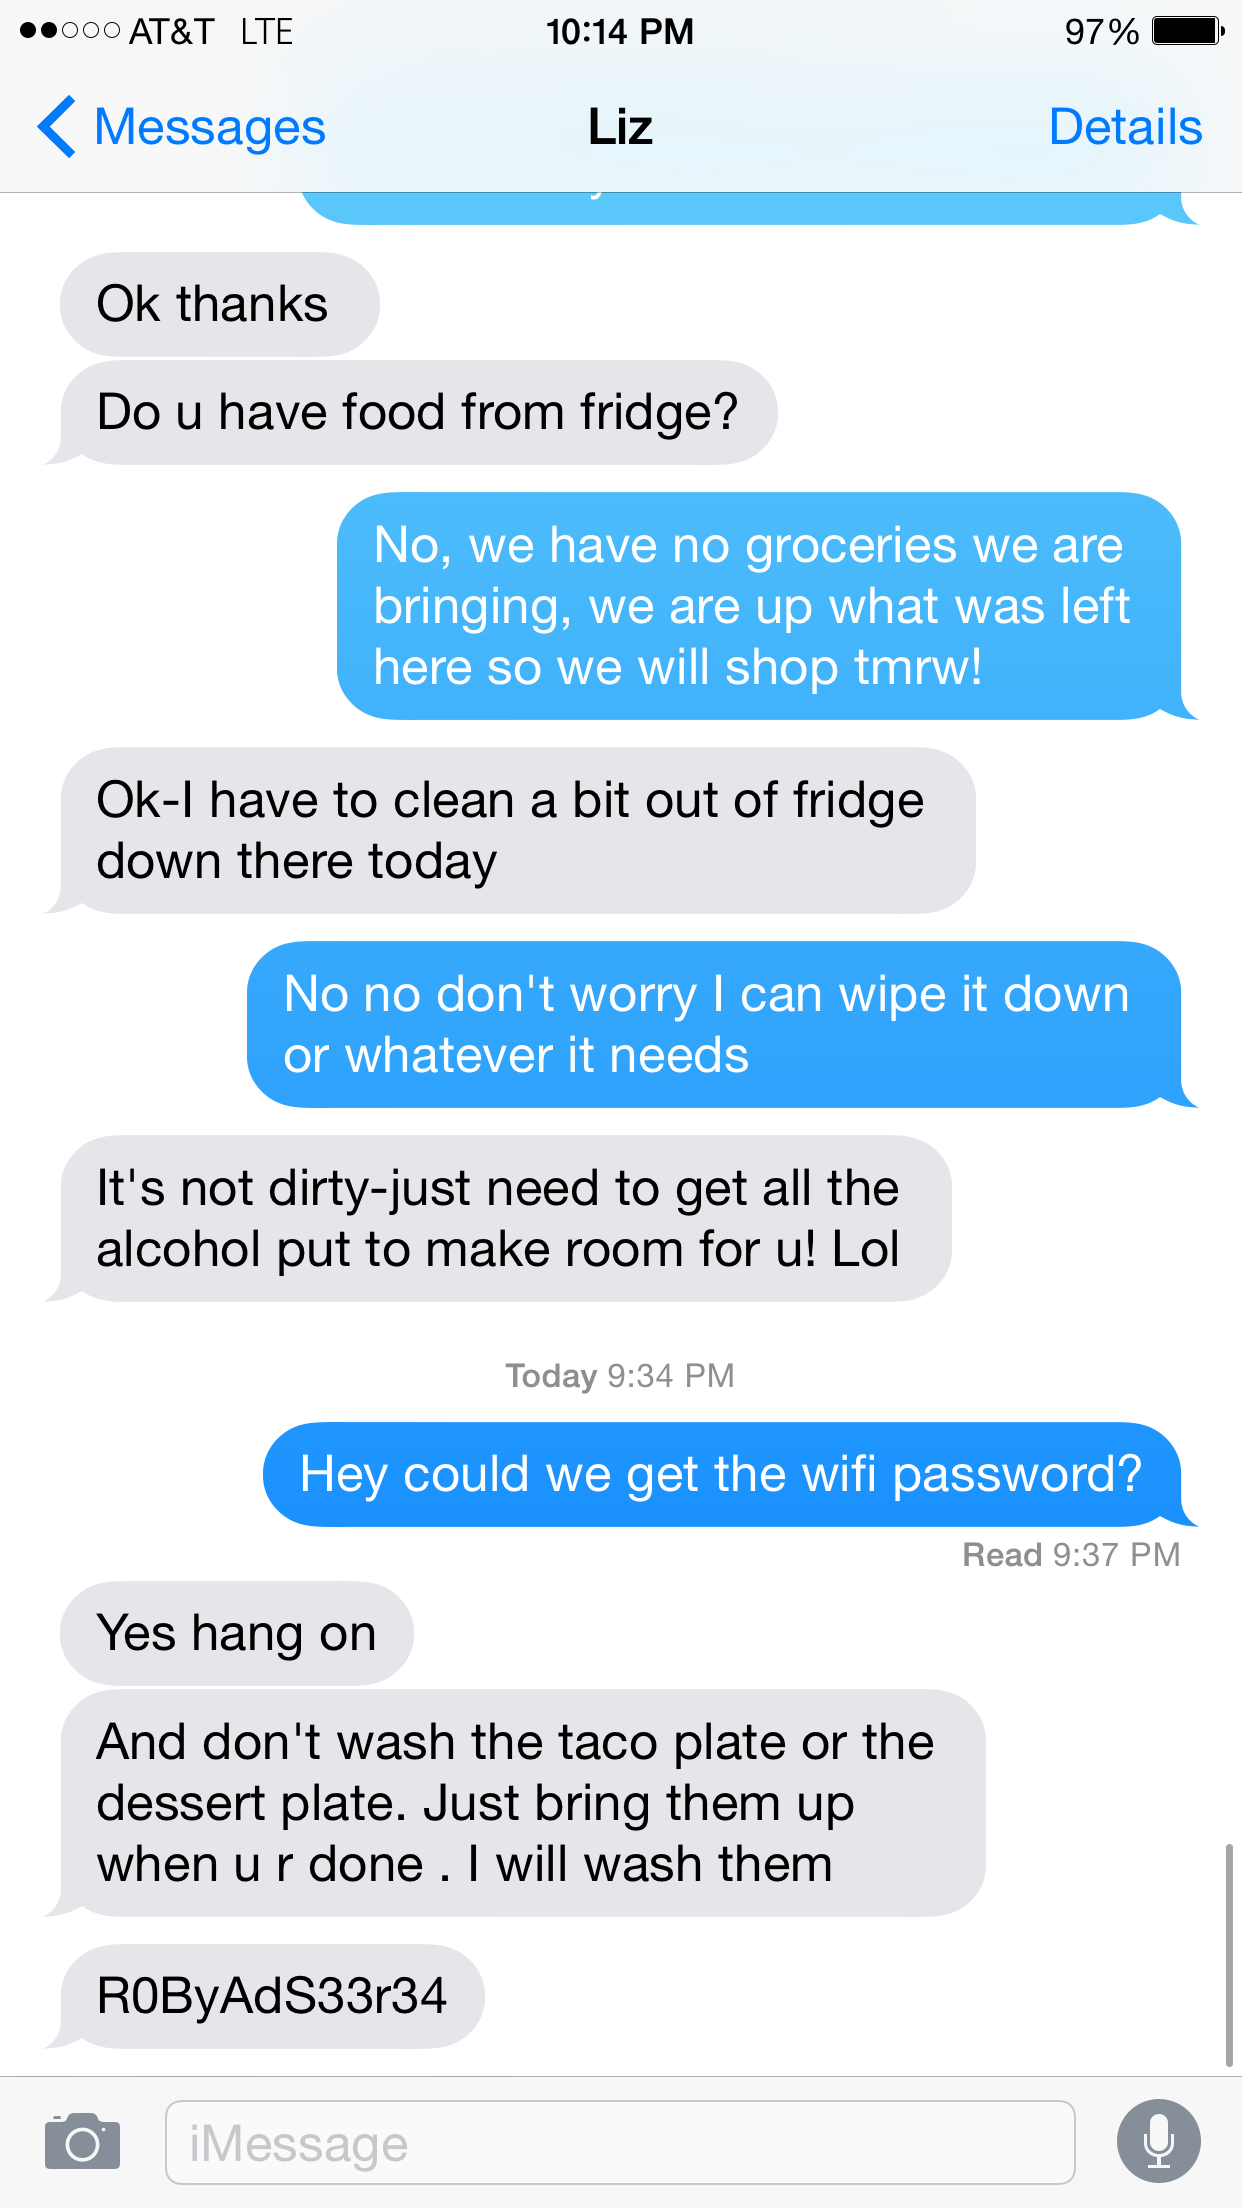 AT&T LTE 10:14 PM 97%
Messages Liz Details
Ok thanks
Do u have food from fridge?
No, we have no groceries we are
bringing, we are up what was left
here so we will shop tmrw!
Ok-I have to clean a bit out of fridge
down there today
No no don't worry I can wipe it down
or whatever it needs
It's not dirty-just need to get all the
alcohol put to make room for u! Lol
Today 9:34 PM
Hey could we get the wifi password?
Read 9:37 PM
Yes hang on
And don't wash the taco plate or the
dessert plate. Just bring them up
when u r done . I will wash them
R0ByAdS33r34
iMessage